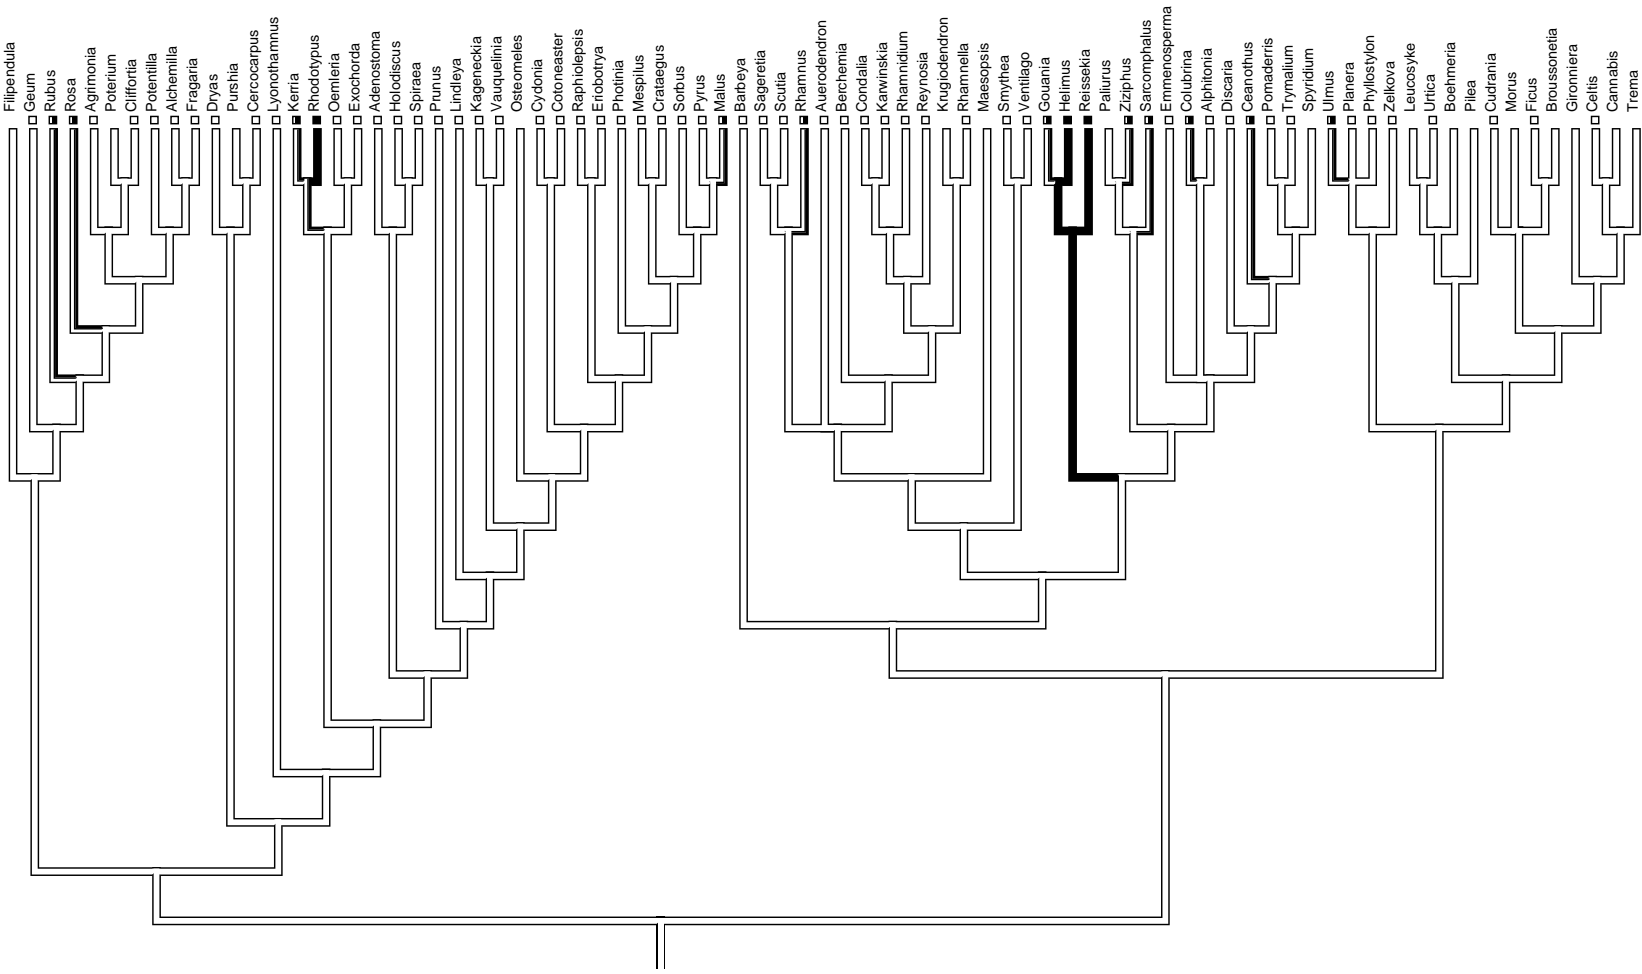 Filipendula
Geum
Rubus
Rosa
Agrimonia
Poterium
Cliffortia
Potentilla
Alchemilla
Fragaria
Dryas
Purshia
Cercocarpus
Lyonothamnus
Kerria
Rhodotypus
Oemleria
Exochorda
Adenostoma
Holodiscus
Spiraea
Prunus
Lindleya
Kageneckia
Vauquelinia
Osteomeles
Cydonia
Cotoneaster
Raphiolepsis
Eriobotrya
Photinia
Mespilus
Crataegus
Sorbus
Pyrus
Malus
Barbeya
Sageretia
Scutia
Rhamnus
Auerodendron
Berchemia
Condalia
Karwinskia
Rhamnidium
Reynosia
Krugiodendron
Rhamnella
Maesopsis
Smythea
Ventilago
Gouania
Helimus
Reissekia
Paliurus
Ziziphus
Sarcomphalus
Emmenosperma
Colubrina
Alphitonia
Discaria
Ceanothus
Pomaderris
Trymalium
Spyridium
Ulmus
Planera
Phyllostylon
Zelkova
Leucosyke
Urtica
Boehmeria
Pilea
Cudrania
Morus
Ficus
Broussonetia
Gironniera
Celtis
Cannabis
Trema